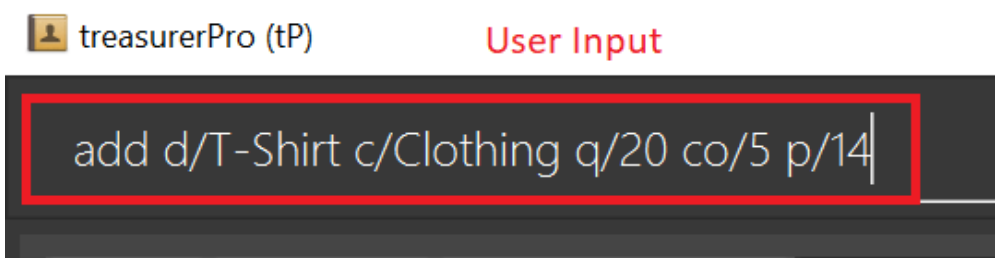 treasurerPro (tP)
User Input
add d/T-Shirt c/Clothing q/20 co/5 p/14